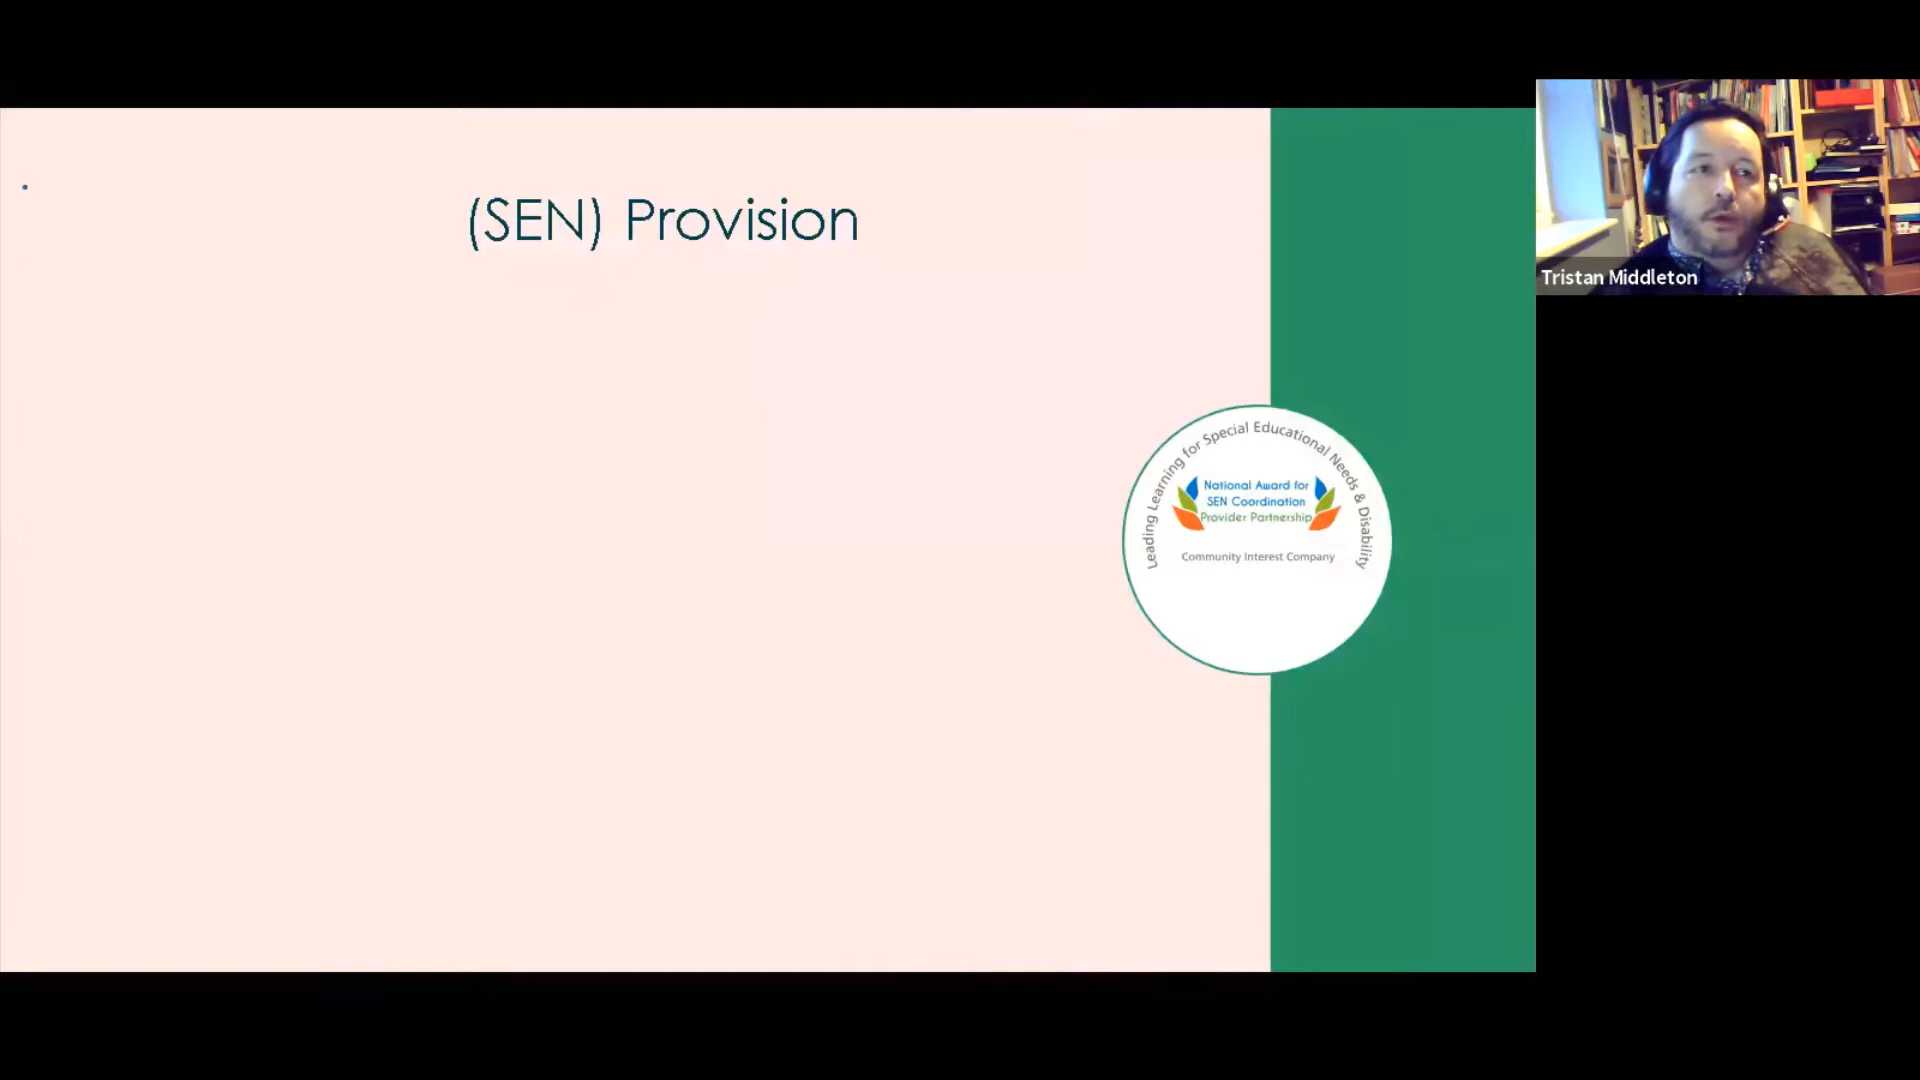 (SEN) Provision
Tristan Middleton
Leading Learning for Special Educational Needs & Disability
National Award for
SEN Coordination
Provider Partnership
Community Interest Company